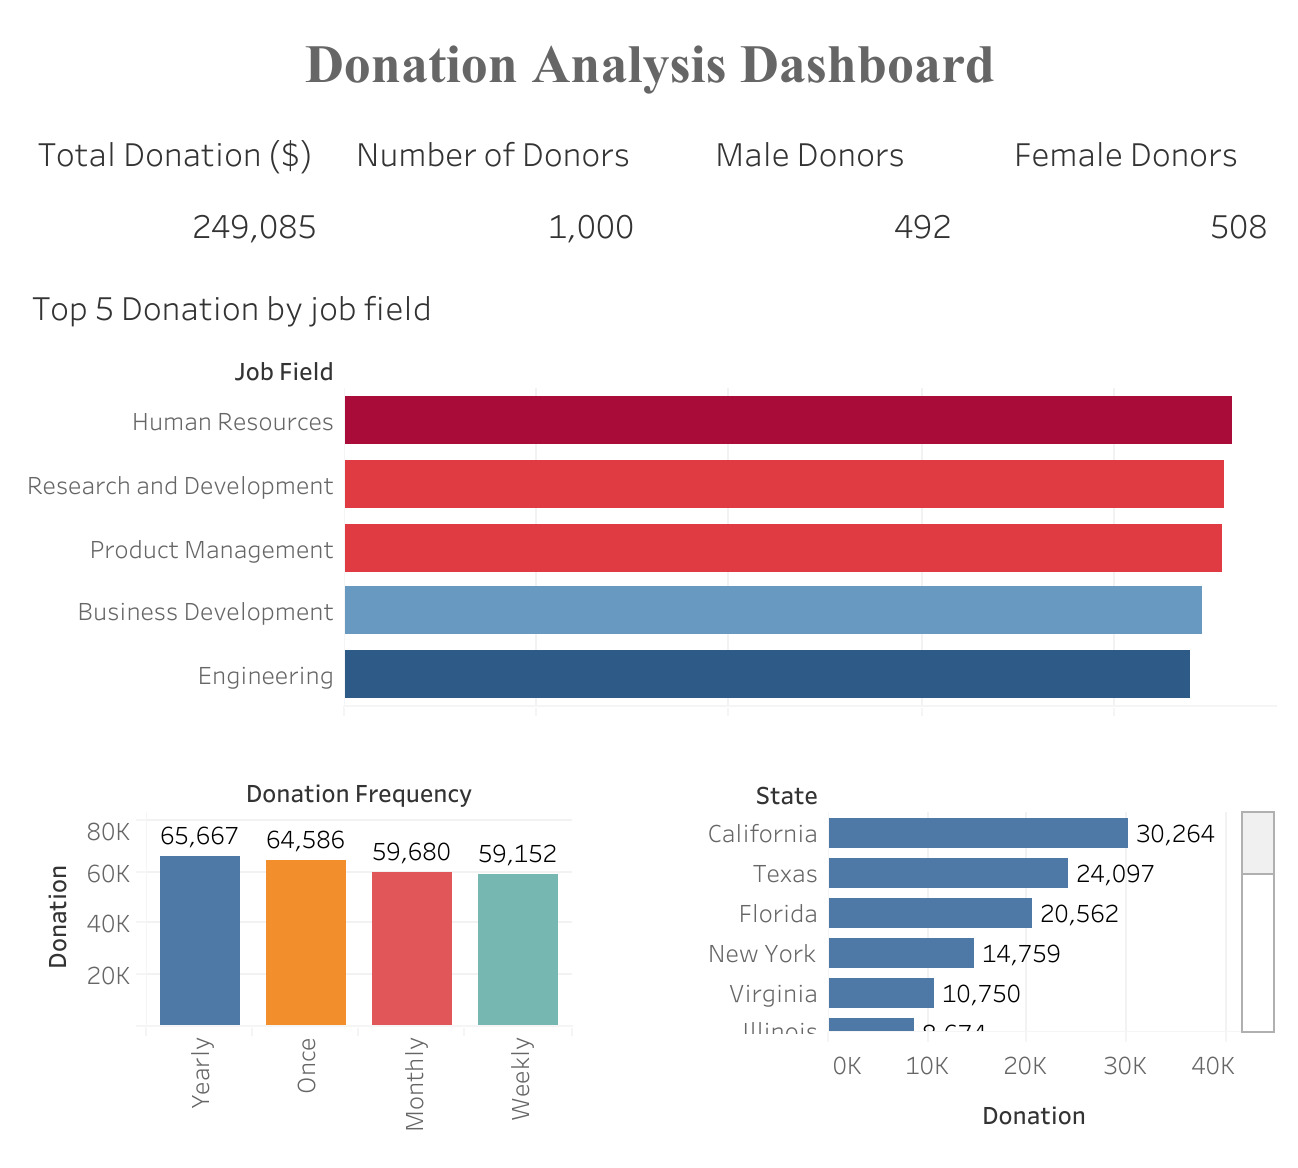 Donation Analysis Dashboard
Total Donation ($)
Number of Donors
Male Donors
Female Donors
249,085
1,000
492
508
Top 5 Donation by job field
Job Field
Human Resources
Research and Development
Product Management
Business Development
Engineering
Donation Frequency
Donation
80K
60K
40K
20K
65,667
64,586
59,680
59,152
Yearly
Once
Monthly
Weekly
State
California 30,264
Texas 24,097
Florida 20,562
New York 14,759
Virginia 10,750
Illinois 8,674
0K 10K 20K 30K 40K
Donation